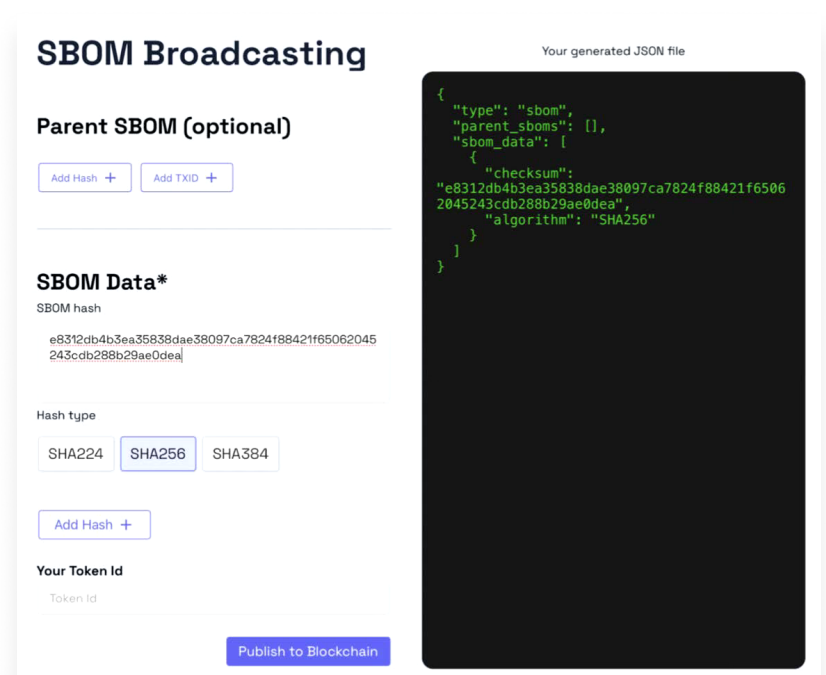 SBOM Broadcasting
Parent SBOM (optional)
Add Hash +
Add TXID +
SBOM Data*
SBOM hash
e8312db4b3ea35838dae38097ca7824f88421f65062045
243cdb288b29ae0dea
Hash type
SHA224
SHA256
SHA384
Add Hash +
Your Token Id
Token Id
Publish to Blockchain
Your generated JSON file
{
  "type": "sbom",
  "parent_sboms": [],
  "sbom_data": [
    {
      "checksum":
"e8312db4b3ea35838dae38097ca7824f88421f6506
2045243cdb288b29ae0dea",
      "algorithm": "SHA256"
    }
  ]
}